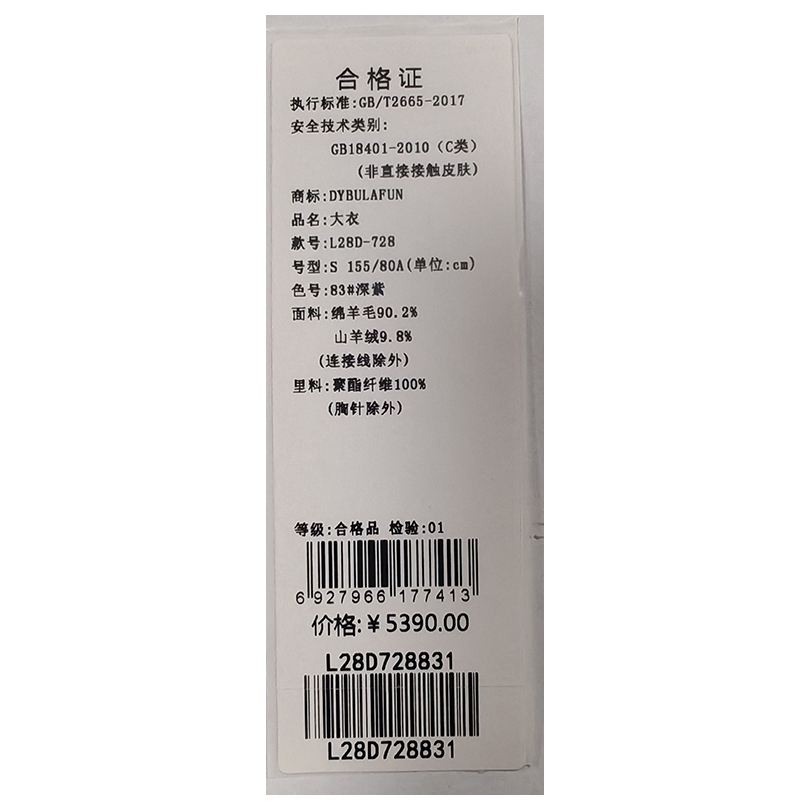 合格证
执行标准:GB/T2665-2017
安全技术类别:
GB18401-2010（C类）
(非直接接触皮肤)
商标:DYBULAFUN
品名:大衣
款号:L28D-728
号型:S 155/80A(单位:cm)
色号:83#深紫
面料:绵羊毛90.2%
山羊绒9.8%
(连接线除外)
里料:聚酯纤维100%
(胸针除外)
等级:合格品 检验:01
6 927966 177413
价格:￥5390.00
L28D728831
L28D728831